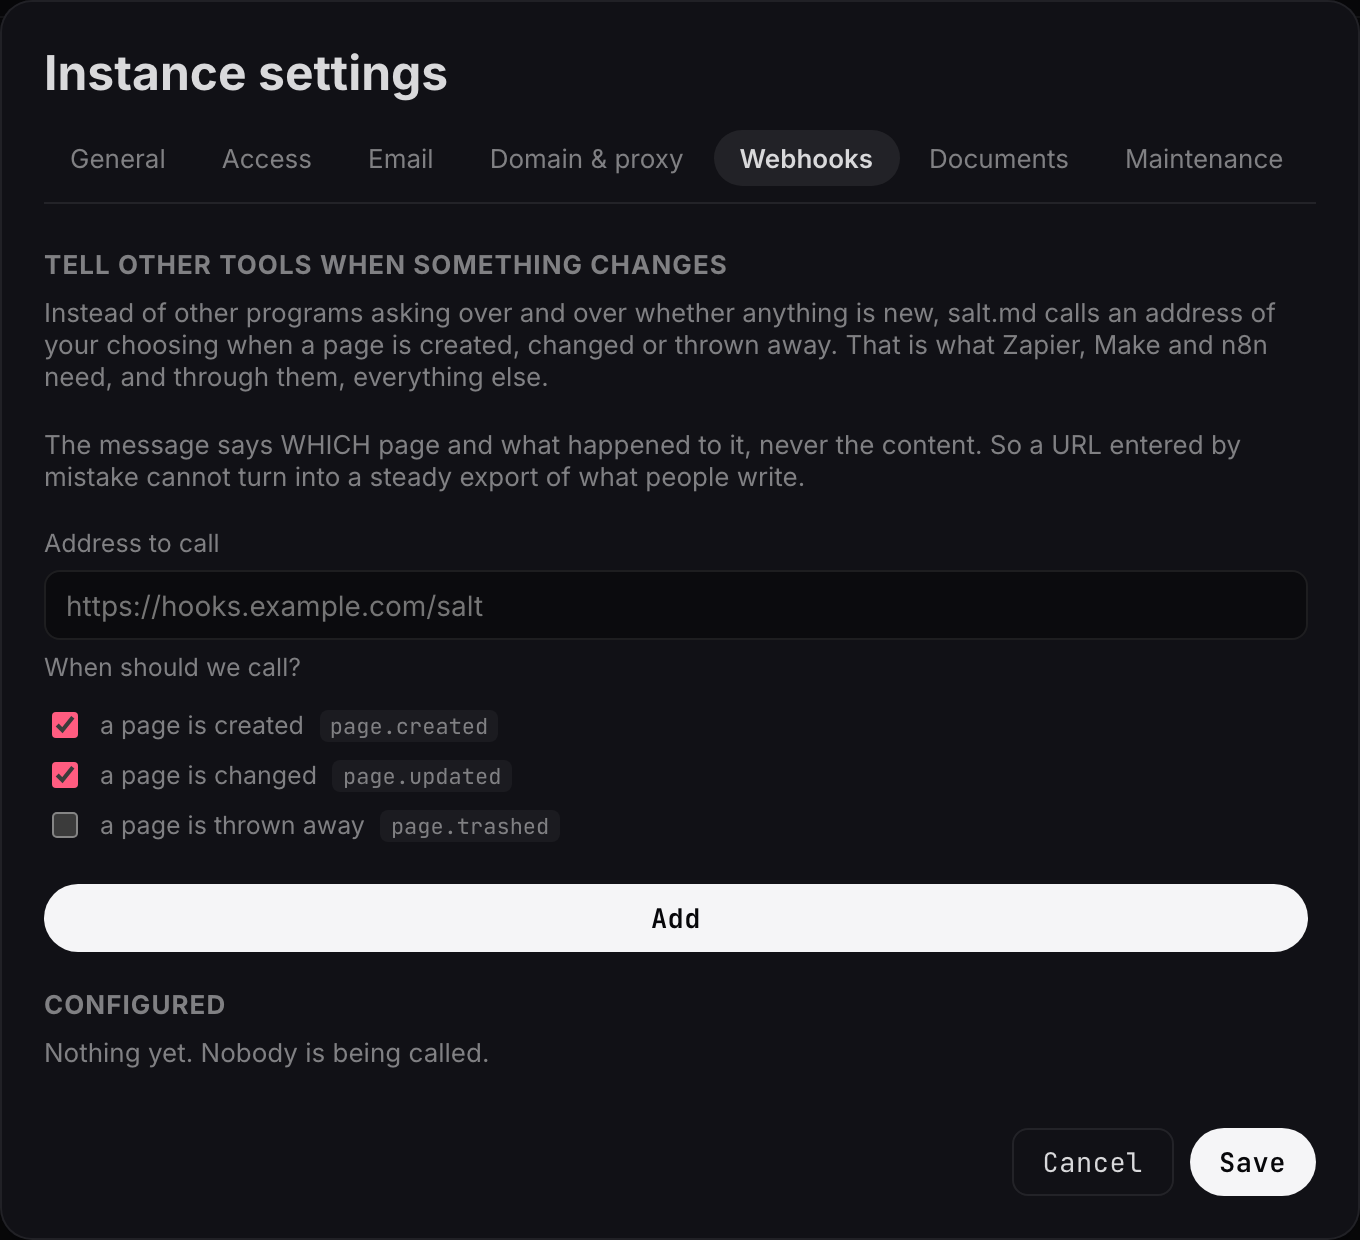 Instance settings
General Access Email Domain & proxy Webhooks Documents Maintenance
TELL OTHER TOOLS WHEN SOMETHING CHANGES
Instead of other programs asking over and over whether anything is new, salt.md calls an address of
your choosing when a page is created, changed or thrown away. That is what Zapier, Make and n8n
need, and through them, everything else.
The message says WHICH page and what happened to it, never the content. So a URL entered by
mistake cannot turn into a steady export of what people write.
Address to call
https://hooks.example.com/salt
When should we call?
a page is created page.created
a page is changed page.updated
a page is thrown away page.trashed
Add
CONFIGURED
Nothing yet. Nobody is being called.
Cancel Save